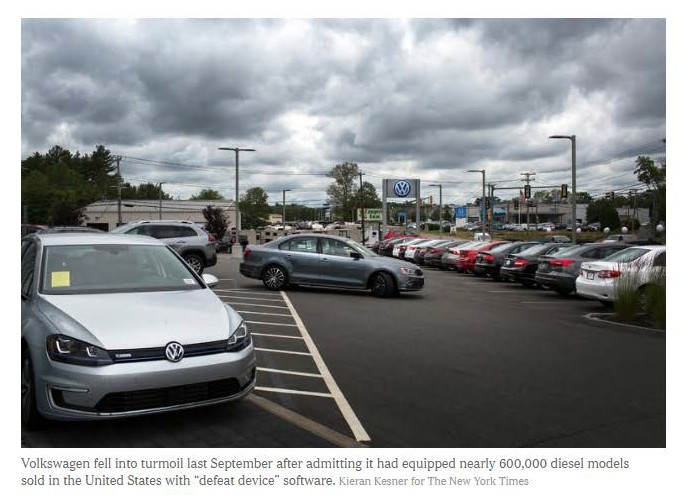 Volkswagen fell into turmoil last September after admitting it had equipped nearly 600,000 diesel models
sold in the United States with “defeat device” software. Kieran Kesner for The New York Times